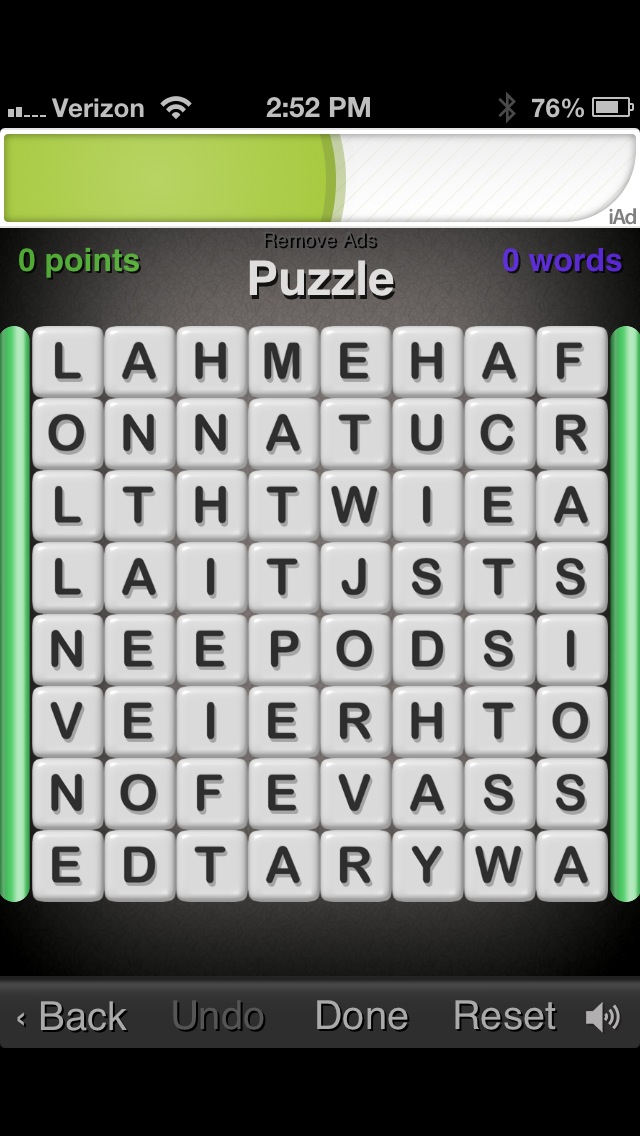 Verizon 2:52 PM 76%
iAd
Remove Ads
0 points Puzzle 0 words
L A H M E H A F
O N N A T U C R
L T H T W I E A
L A I T J S T S
N E E P O D S I
V E I E R H T O
N O F E V A S S
E D T A R Y W A
‹ Back Undo Done Reset